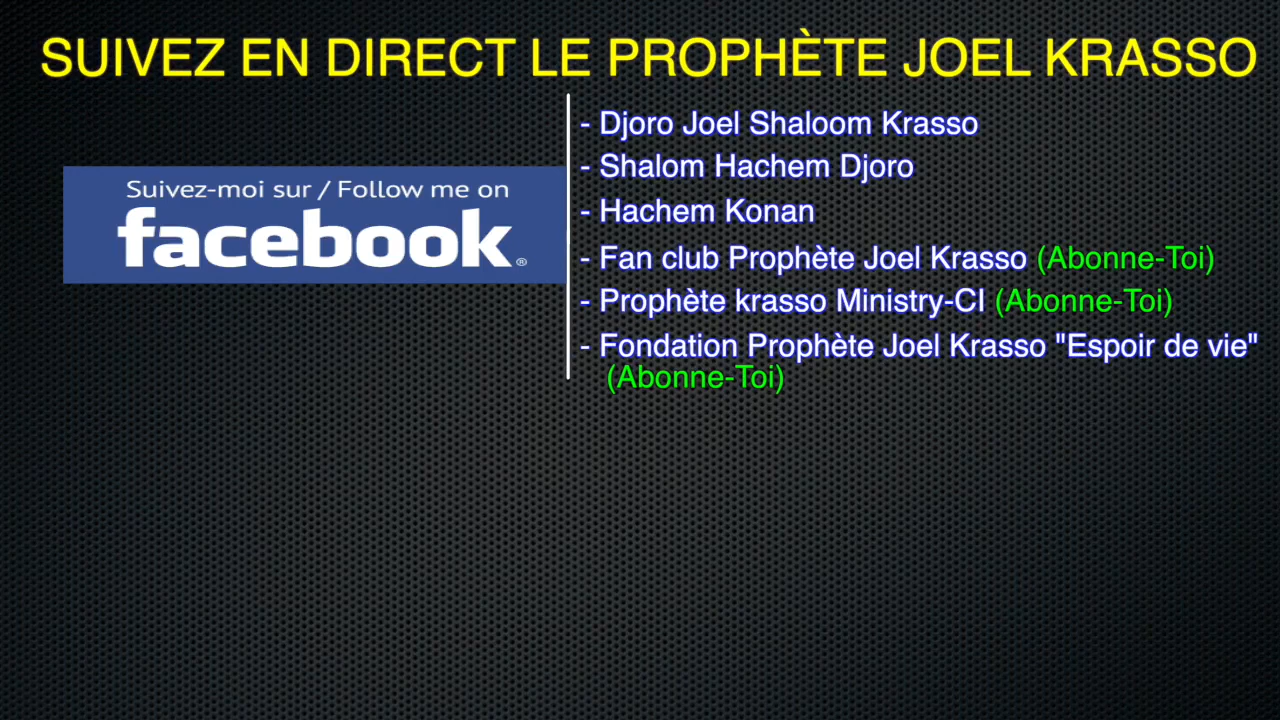 SUIVEZ EN DIRECT LE PROPHÈTE JOEL KRASSO
Suivez-moi sur / Follow me on
facebook®
- Djoro Joel Shaloom Krasso
- Shalom Hachem Djoro
- Hachem Konan
- Fan club Prophète Joel Krasso (Abonne-Toi)
- Prophète krasso Ministry-CI (Abonne-Toi)
- Fondation Prophète Joel Krasso "Espoir de vie"
(Abonne-Toi)